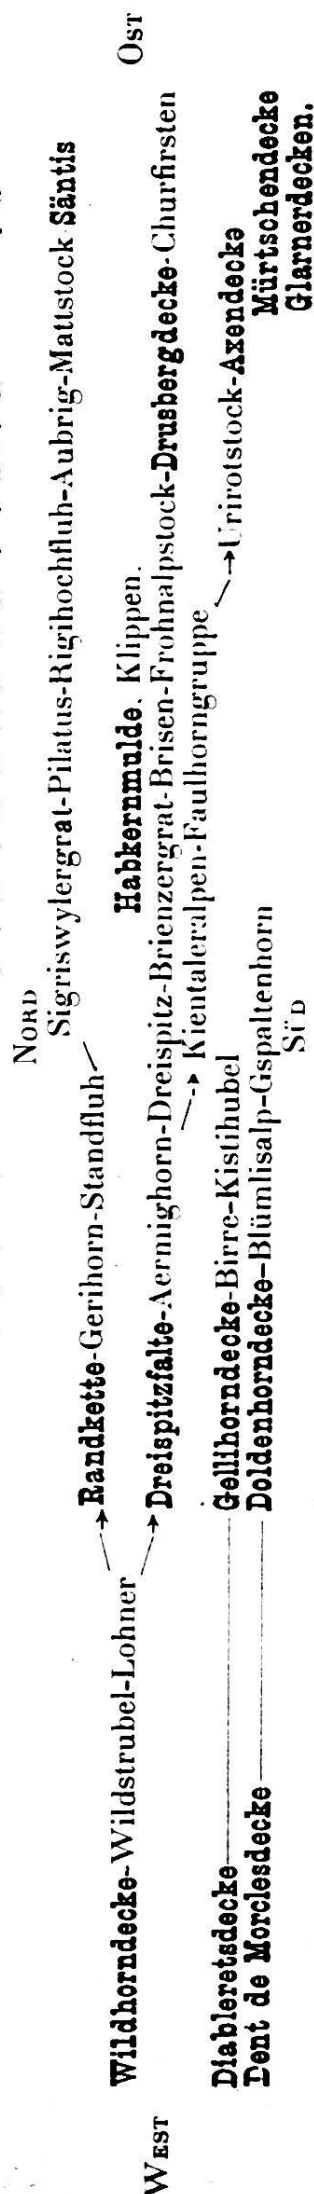 NORD
Sigriswylergrat-Pilatus-Rigihochfluh-Aubrig-Mattstock-Säntis
→Randkette-Gerihorn-Standfluh
WEST
Wildhorndecke-Wildstrubel-Lohner
Habkernmulde. Klippen.
OST
→Dreispitzfalte-Aermighorn-Dreispitz-Brienzergrat-Brisen-Frohnalpstock-Drusbergdecke-Churfirsten
→Kientaleralpen-Faulhorngruppe
→Urirotstock-Axendecke
Diableretsdecke—Gellihorndecke-Birre-Kistihubel
Mürtschendecke
Dent de Morclesdecke—Doldenhorndecke-Blümlisalp-Gspaltenhorn
Glarnerdecken.
SÜD